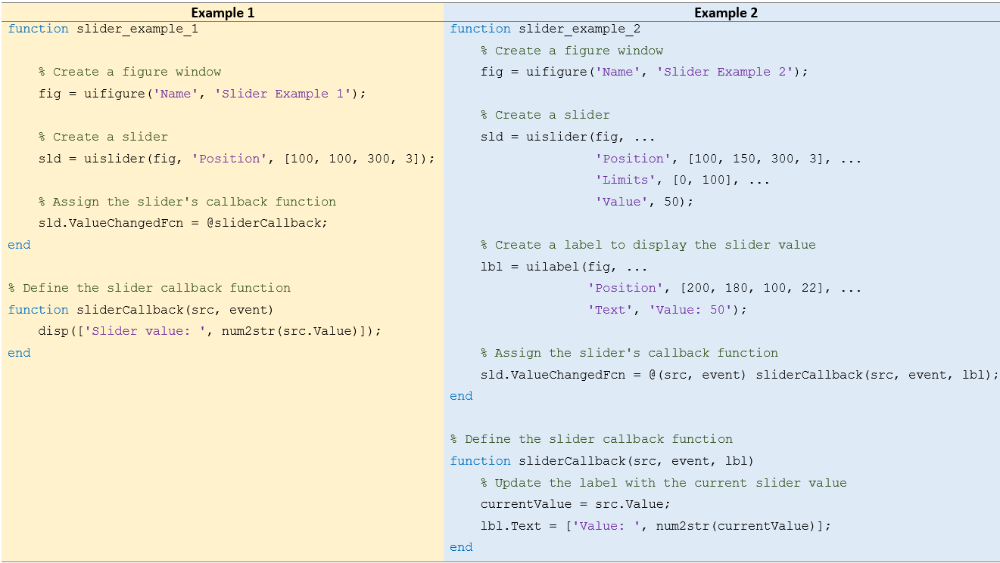 Example 1
function slider_example_1
    % Create a figure window
    fig = uifigure('Name', 'Slider Example 1');
    % Create a slider
    sld = uislider(fig, 'Position', [100, 100, 300, 3]);
    % Assign the slider's callback function
    sld.ValueChangedFcn = @sliderCallback;
end
% Define the slider callback function
function sliderCallback(src, event)
    disp(['Slider value: ', num2str(src.Value)]);
end
Example 2
function slider_example_2
    % Create a figure window
    fig = uifigure('Name', 'Slider Example 2');
    % Create a slider
    sld = uislider(fig, ...
                   'Position', [100, 150, 300, 3], ...
                   'Limits', [0, 100], ...
                   'Value', 50);
    % Create a label to display the slider value
    lbl = uilabel(fig, ...
                  'Position', [200, 180, 100, 22], ...
                  'Text', 'Value: 50');
    % Assign the slider's callback function
    sld.ValueChangedFcn = @(src, event) sliderCallback(src, event, lbl);
end
% Define the slider callback function
function sliderCallback(src, event, lbl)
    % Update the label with the current slider value
    currentValue = src.Value;
    lbl.Text = ['Value: ', num2str(currentValue)];
end